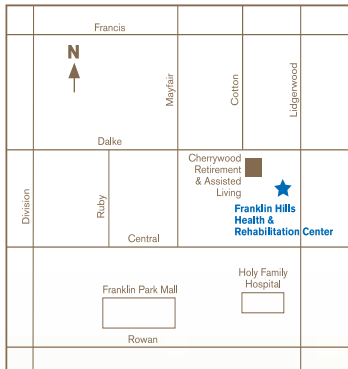 Francis
N
Mayfair
Cotton
Lidgerwood
Dalke
Cherrywood
Retirement
& Assisted
Living
Division
Ruby
Franklin Hills
Health &
Rehabilitation Center
Central
Holy Family
Hospital
Franklin Park Mall
Rowan